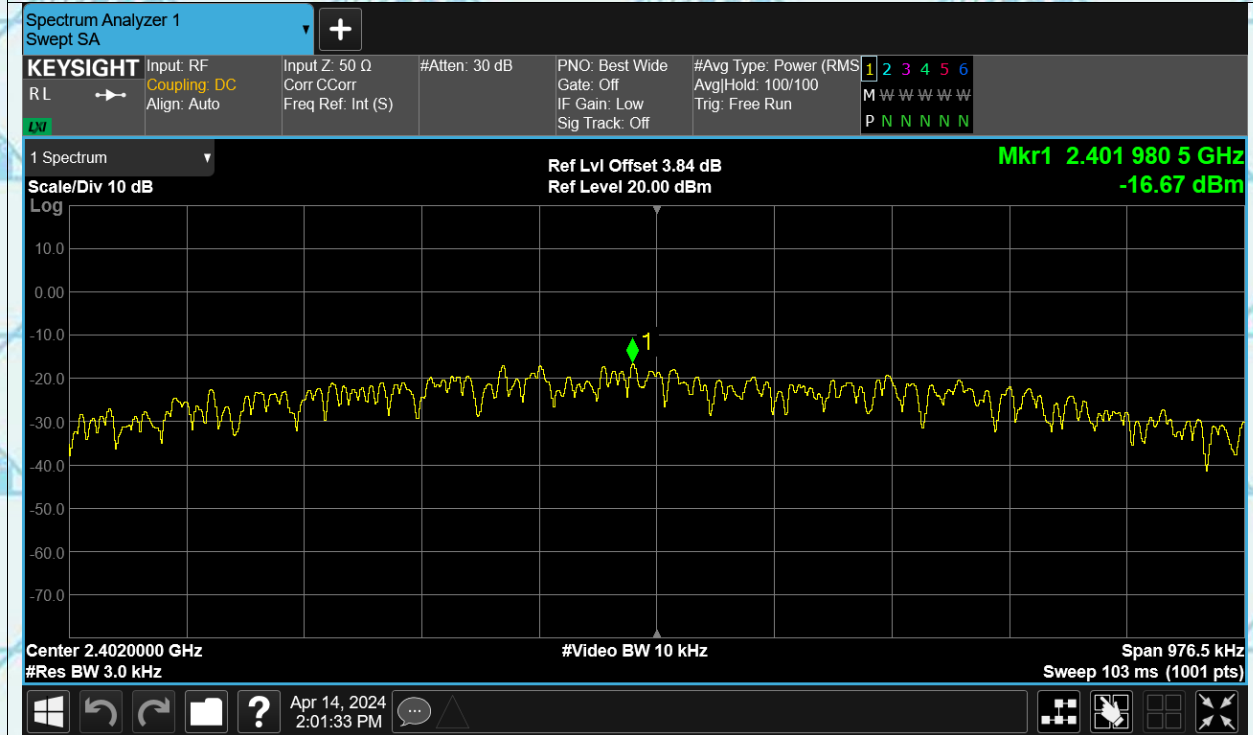 Spectrum Analyzer 1
Swept SA
+
KEYSIGHT
RL
LXI
Input: RF
Coupling: DC
Align: Auto
Input Z: 50 Ω
Corr CCorr
Freq Ref: Int (S)
#Atten: 30 dB
PNO: Best Wide
Gate: Off
IF Gain: Low
Sig Track: Off
#Avg Type: Power (RMS
Avg|Hold: 100/100
Trig: Free Run
1 2 3 4 5 6
M W W W W W
P N N N N N
1 Spectrum
Scale/Div 10 dB
Ref Lvl Offset 3.84 dB
Ref Level 20.00 dBm
Mkr1 2.401 980 5 GHz
-16.67 dBm
Log
10.0
0.00
-10.0
-20.0
-30.0
-40.0
-50.0
-60.0
-70.0
1
Center 2.4020000 GHz
#Res BW 3.0 kHz
#Video BW 10 kHz
Span 976.5 kHz
Sweep 103 ms (1001 pts)
?
Apr 14, 2024
2:01:33 PM